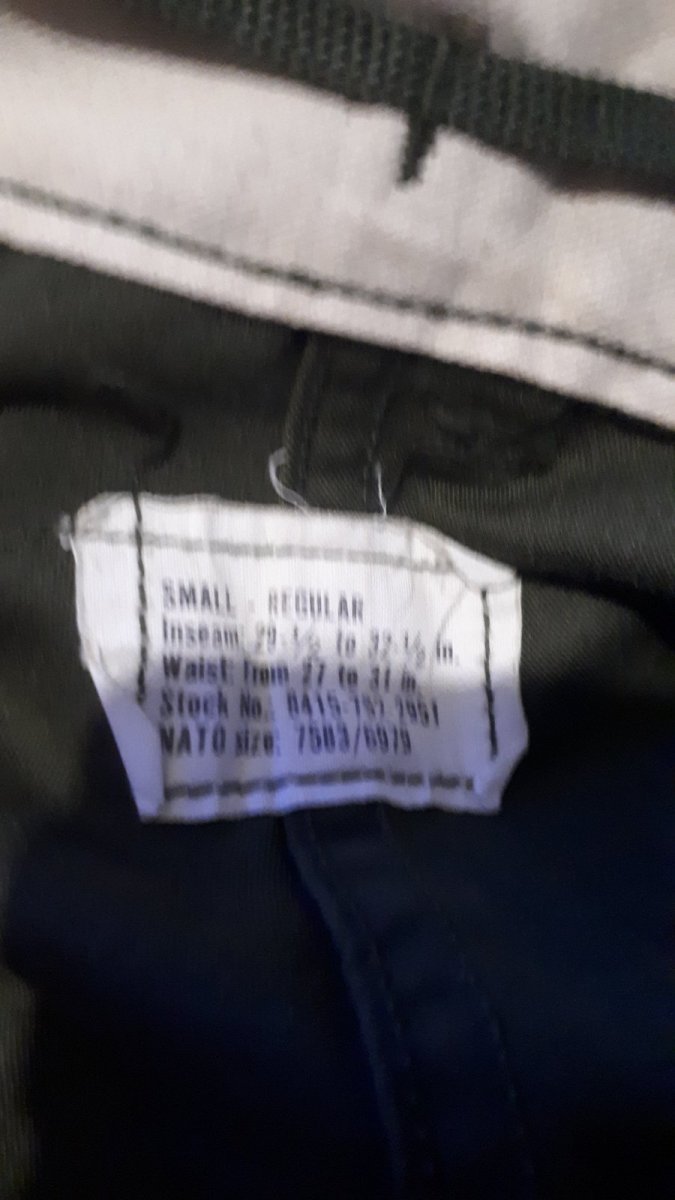 SMALL - REGULAR
Inseam: 29-1/2 to 32-1/2 in.
Waist: from 27 to 31 in.
Stock No.:
NATO size: